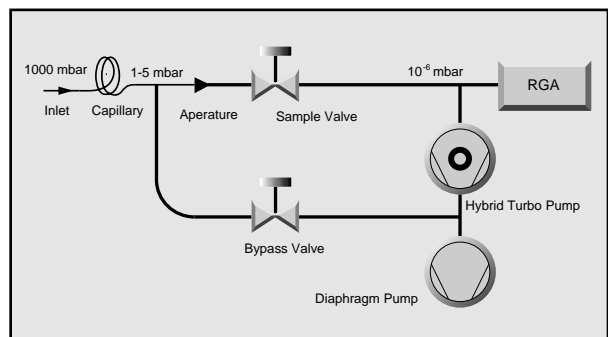 1000 mbar
1-5 mbar
10-6 mbar
RGA
Inlet
Capillary
Aperature
Sample Valve
Hybrid Turbo Pump
Bypass Valve
Diaphragm Pump